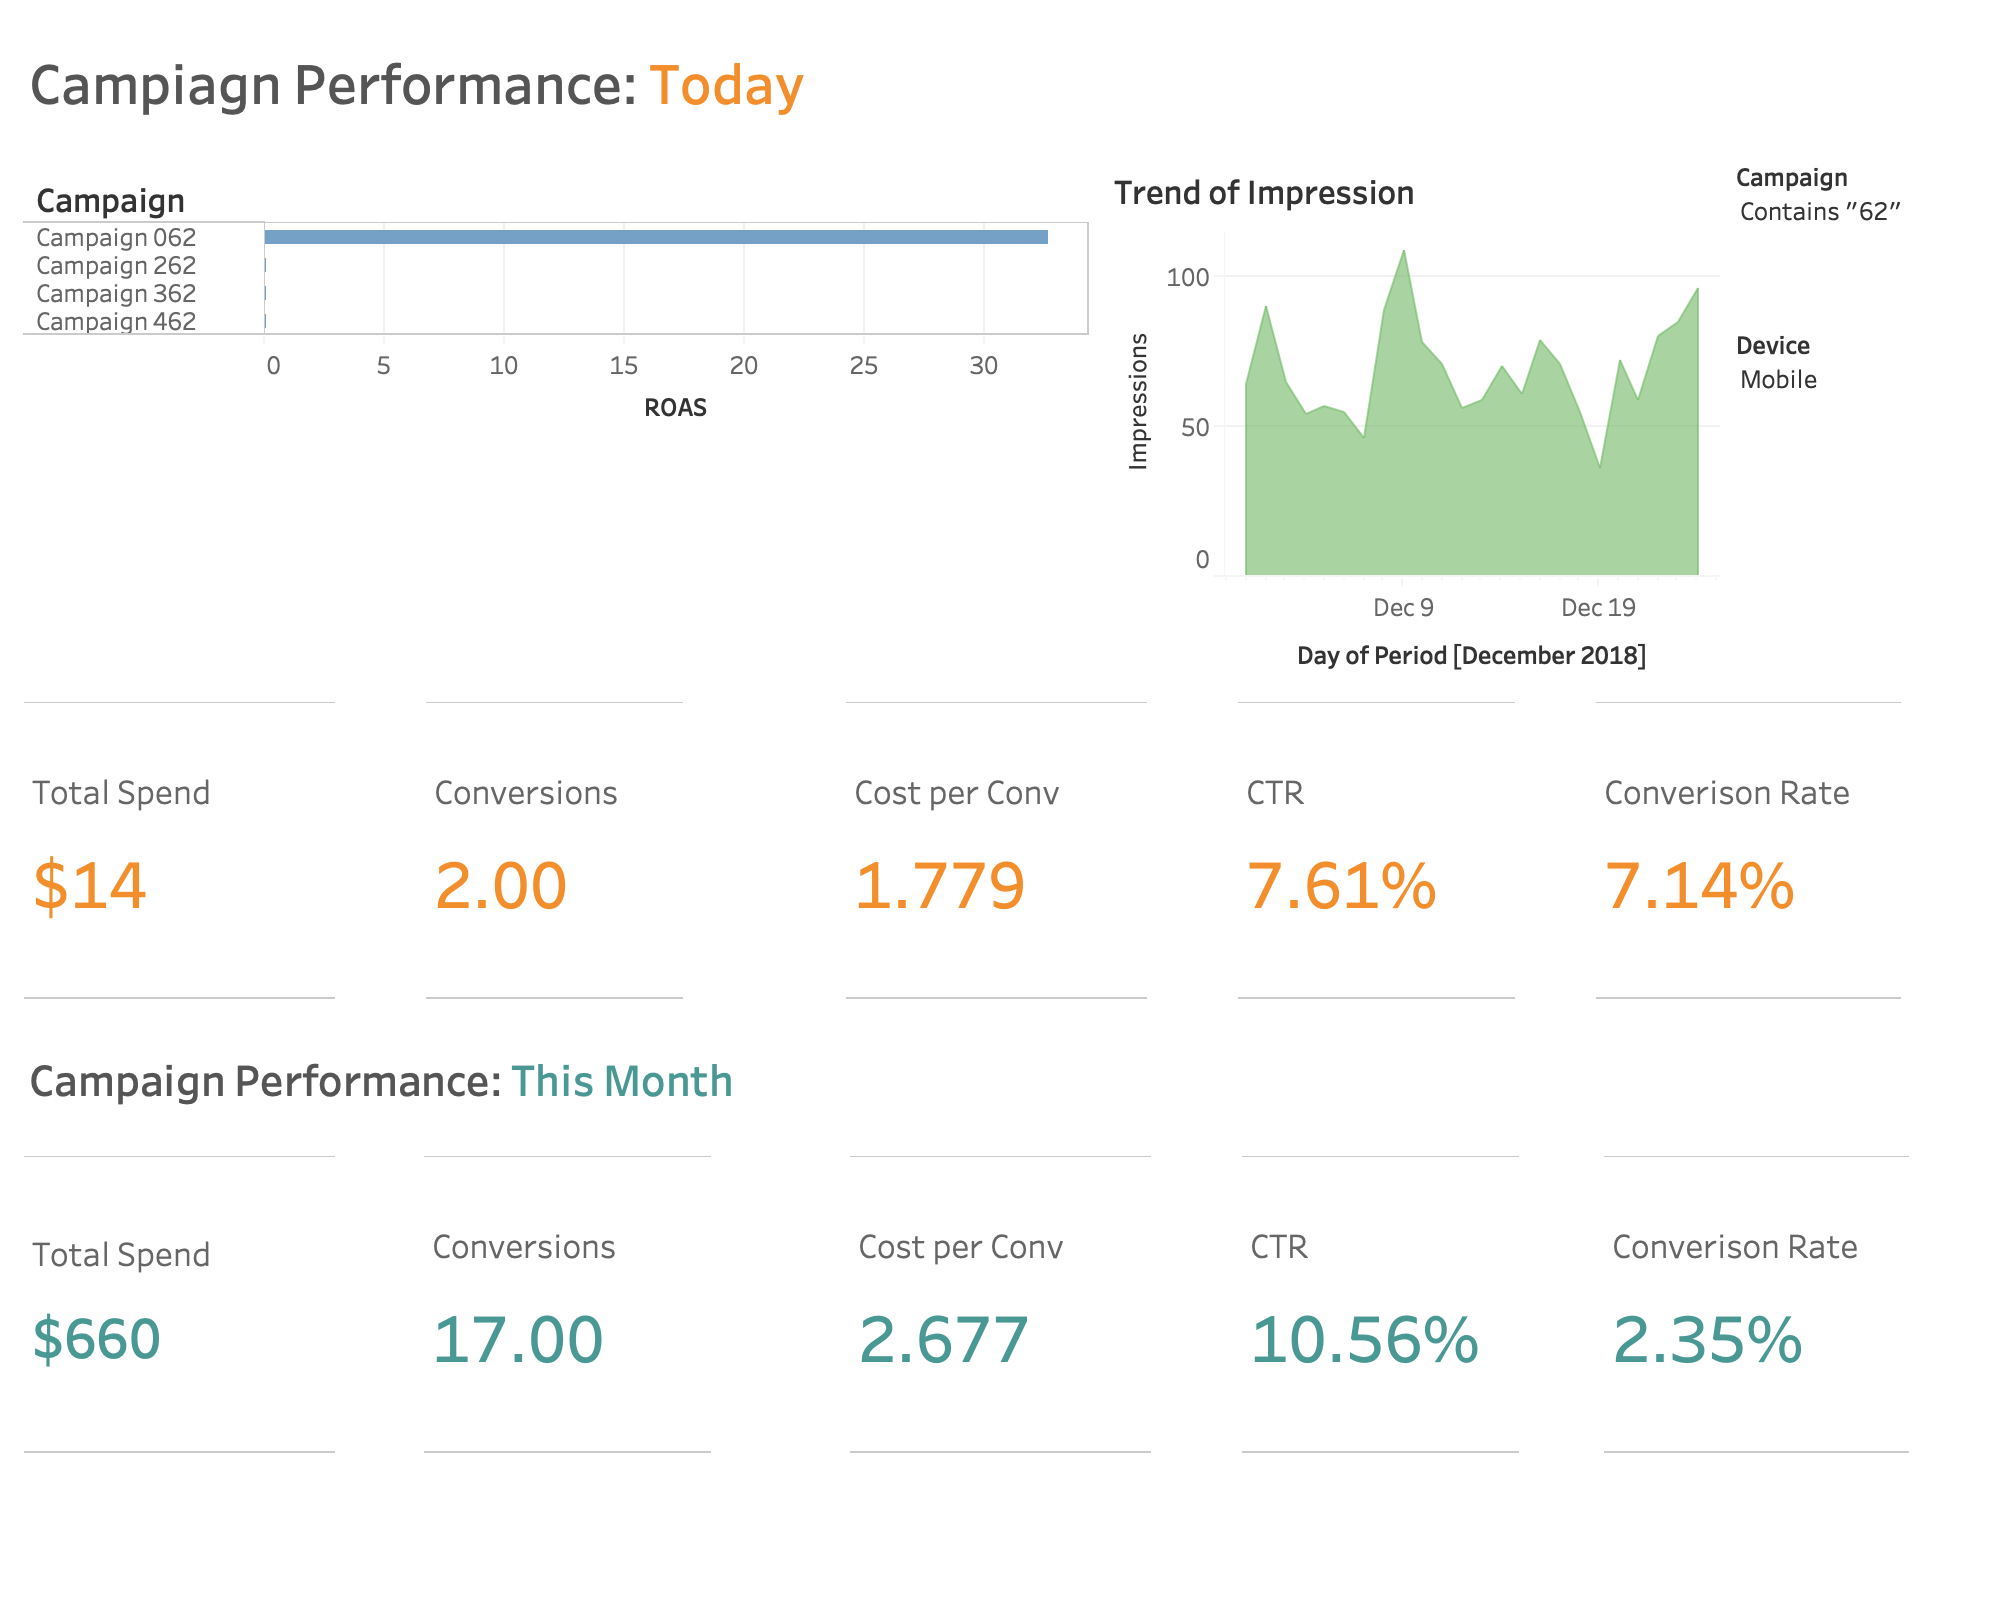 Campiagn Performance: Today
Campaign
Campaign 062
Campaign 262
Campaign 362
Campaign 462
0 5 10 15 20 25 30
ROAS
Trend of Impression
100
50
0
Impressions
Dec 9 Dec 19
Day of Period [December 2018]
Campaign
Contains "62"
Device
Mobile
Total Spend
$14
Conversions
2.00
Cost per Conv
1.779
CTR
7.61%
Converison Rate
7.14%
Campaign Performance: This Month
Total Spend
$660
Conversions
17.00
Cost per Conv
2.677
CTR
10.56%
Converison Rate
2.35%